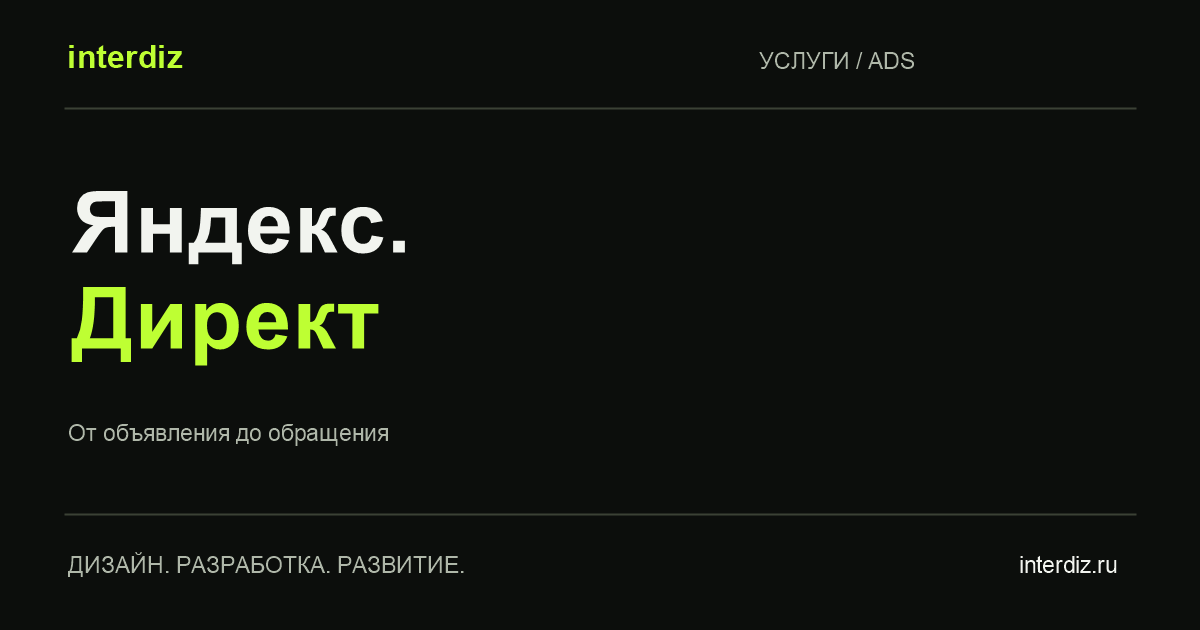 interdiz
УСЛУГИ / ADS
Яндекс.
Директ
От объявления до обращения
ДИЗАЙН. РАЗРАБОТКА. РАЗВИТИЕ.
interdiz.ru